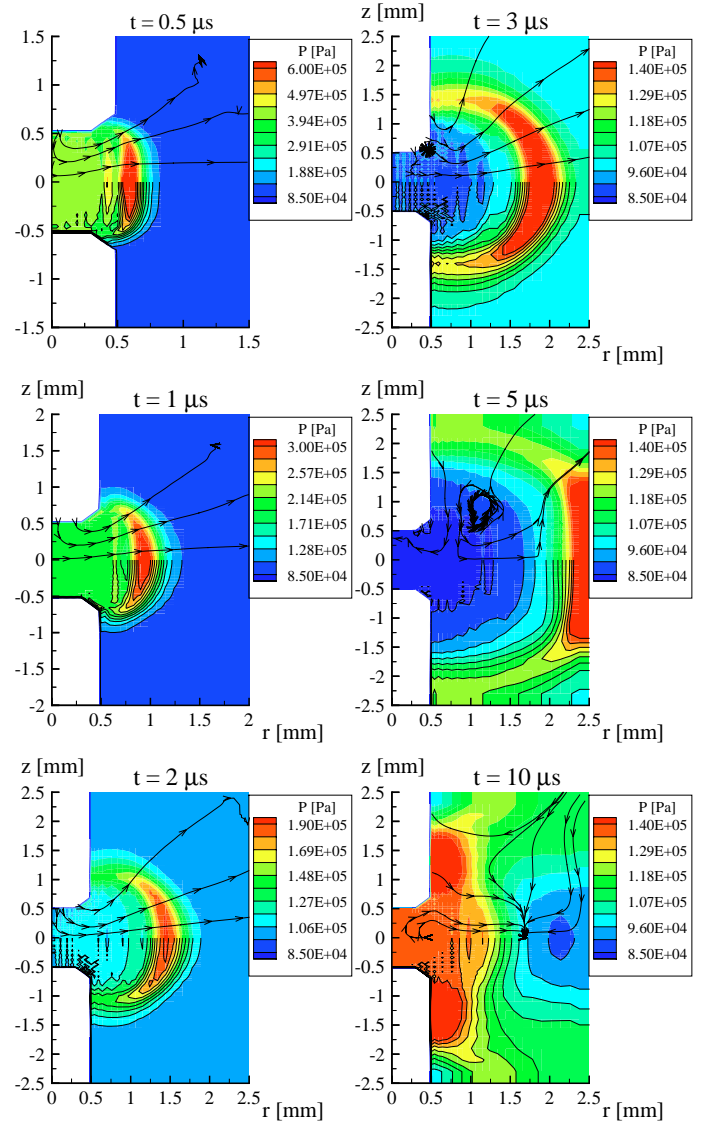 t = 0.5 μs
P [Pa]
6.00E+05
4.97E+05
3.94E+05
2.91E+05
1.88E+05
8.50E+04
1.5
1
0.5
0
-0.5
-1
-1.5
0 0.5 1 1.5
z [mm]
t = 3 μs
P [Pa]
1.40E+05
1.29E+05
1.18E+05
1.07E+05
9.60E+04
8.50E+04
2.5
2
1.5
1
0.5
0
-0.5
-1
-1.5
-2
-2.5
0 0.5 1 1.5 2 2.5
r [mm]
z [mm]
t = 1 μs
P [Pa]
3.00E+05
2.57E+05
2.14E+05
1.71E+05
1.28E+05
8.50E+04
2
1.5
1
0.5
0
-0.5
-1
-1.5
-2
0 0.5 1 1.5 2
r [mm]
z [mm]
t = 5 μs
P [Pa]
1.40E+05
1.29E+05
1.18E+05
1.07E+05
9.60E+04
8.50E+04
2.5
2
1.5
1
0.5
0
-0.5
-1
-1.5
-2
-2.5
0 0.5 1 1.5 2 2.5
r [mm]
z [mm]
t = 2 μs
P [Pa]
1.90E+05
1.69E+05
1.48E+05
1.27E+05
1.06E+05
8.50E+04
2.5
2
1.5
1
0.5
0
-0.5
-1
-1.5
-2
-2.5
0 0.5 1 1.5 2 2.5
r [mm]
z [mm]
t = 10 μs
P [Pa]
1.40E+05
1.29E+05
1.18E+05
1.07E+05
9.60E+04
8.50E+04
2.5
2
1.5
1
0.5
0
-0.5
-1
-1.5
-2
-2.5
0 0.5 1 1.5 2 2.5
r [mm]